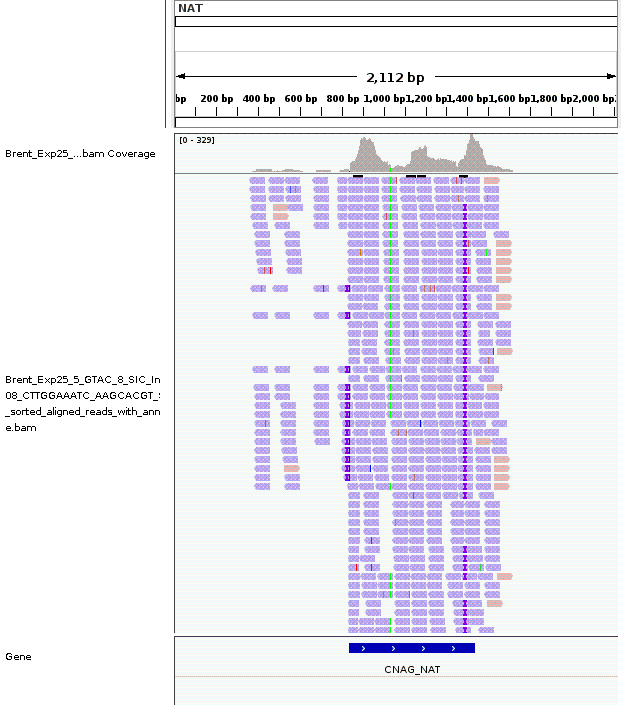 NAT
2,112 bp
bp 200 bp 400 bp 600 bp 800 bp 1,000 bp 1,200 bp 1,400 bp 1,600 bp 1,800 bp 2,000 bp
[0 - 329]
Brent_Exp25_...bam Coverage
Brent_Exp25_5_GTAC_8_SIC_In
08_CTTGGAAATC_AAGCACGT_
_sorted_aligned_reads_with_ann
e.bam
Gene
CNAG_NAT